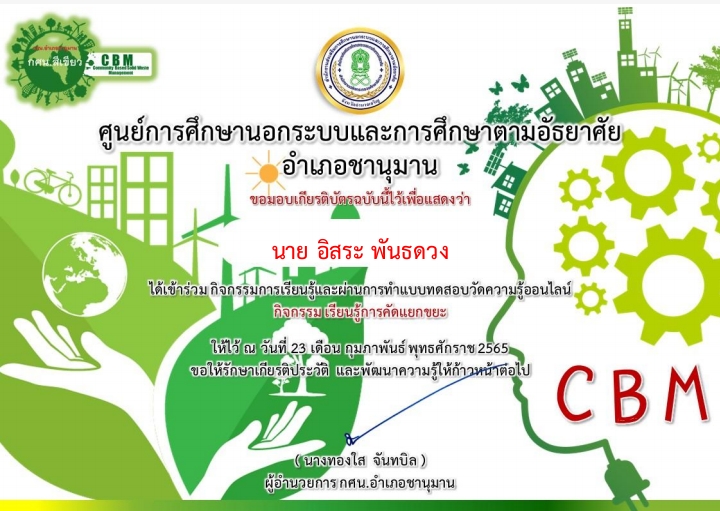 กศน.สีเขียว
CBM
Community Based Solid Waste
Management
ศูนย์การศึกษานอกระบบและการศึกษาตามอัธยาศัย
อำเภอชานุมาน
ขอมอบเกียรติบัตรฉบับนี้ไว้เพื่อแสดงว่า
นาย อิสระ พันธดวง
ได้เข้าร่วม กิจกรรมการเรียนรู้และผ่านการทำแบบทดสอบวัดความรู้ออนไลน์
กิจกรรม เรียนรู้การคัดแยกขยะ
ให้ไว้ ณ วันที่ 23 เดือน กุมภาพันธ์ พุทธศักราช 2565
ขอให้รักษาเกียรติประวัติ และพัฒนาความรู้ให้ก้าวหน้าต่อไป
CBM
( นางทองใส จันทบิล )
ผู้อำนวยการ กศน.อำเภอชานุมาน